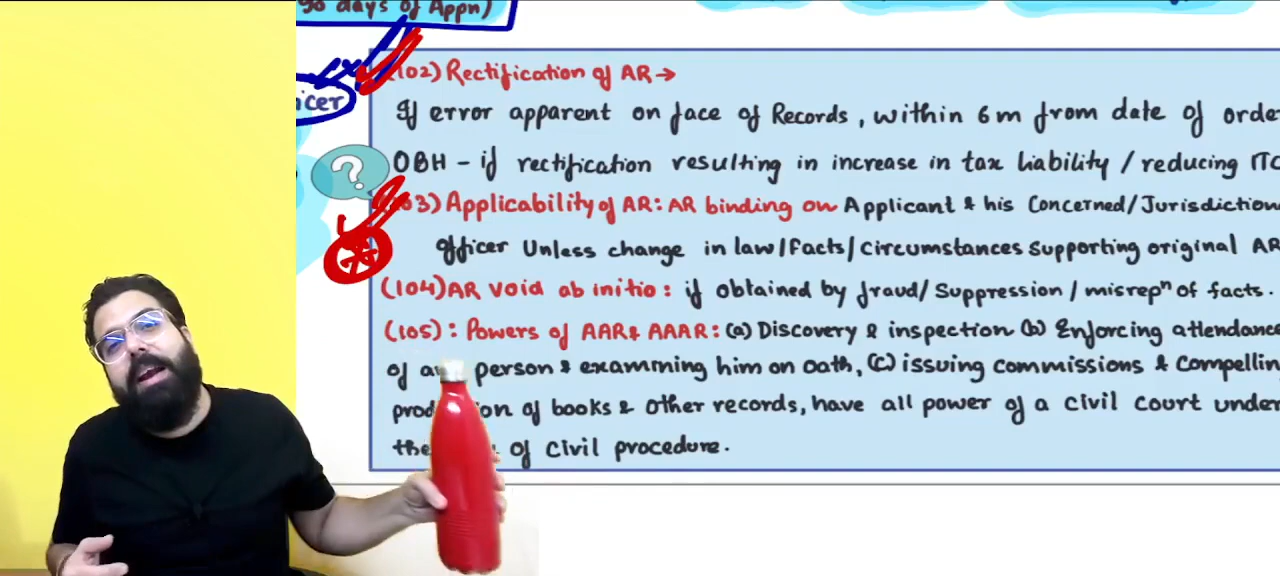 90 days of Appn)
icer
(102) Rectification of AR →
If error apparent on face of Records, within 6m from date of orde
OBH - if rectification resulting in increase in tax liability / reducing ITC
?
03) Applicability of AR: AR binding on Applicant & his Concerned/Jurisdiction
officer Unless change in law/Facts/Circumstances supporting original AR
(104) AR void ab initio: if obtained by fraud/Suppression/misrepⁿ of facts.
(105): Powers of AAR & AAAR: (a) Discovery & inspection (b) Enforcing attendance
of a person & examining him on oath, (c) issuing commissions & Compellin
prod on of books & other records, have all power of a civil court under
the of civil procedure.